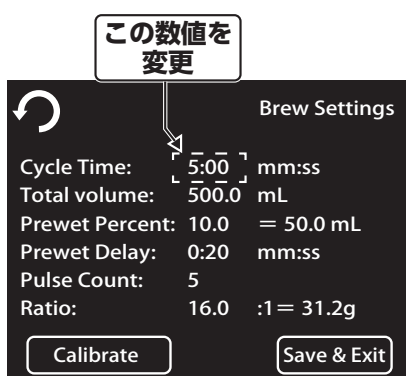 この数値を
変更
Brew Settings
Cycle Time: 5:00 mm:ss
Total volume: 500.0 mL
Prewet Percent: 10.0 = 50.0 mL
Prewet Delay: 0:20 mm:ss
Pulse Count: 5
Ratio: 16.0 :1= 31.2g
Calibrate Save & Exit